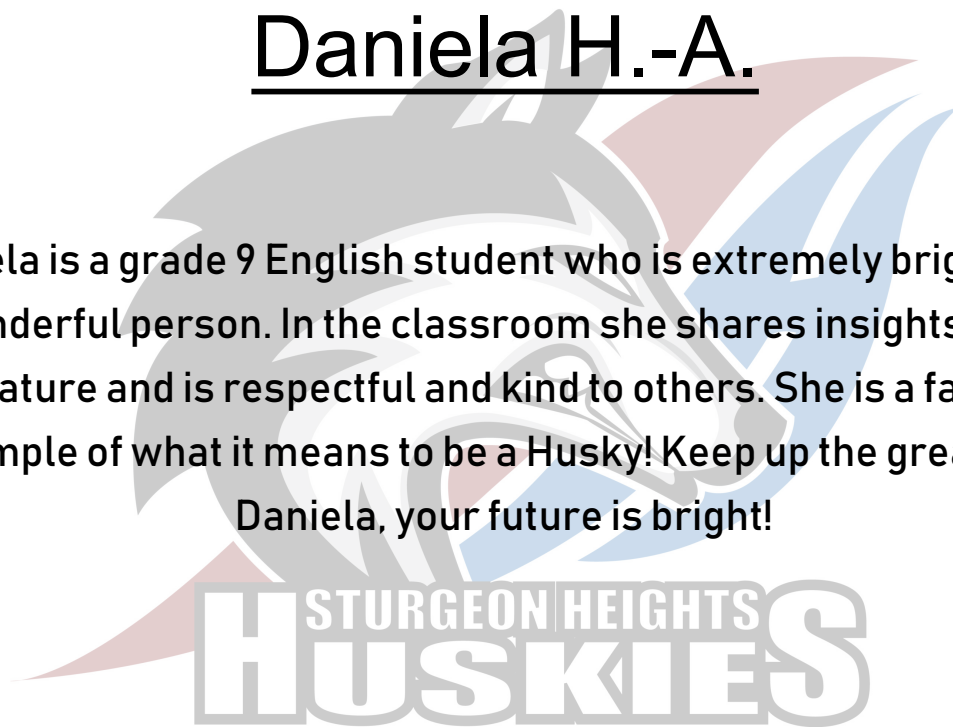 Daniela H.-A.
ela is a grade 9 English student who is extremely brig
nderful person. In the classroom she shares insights
ature and is respectful and kind to others. She is a fa
mple of what it means to be a Husky! Keep up the grea
Daniela, your future is bright!
STURGEON HEIGHTS
HUSKIES